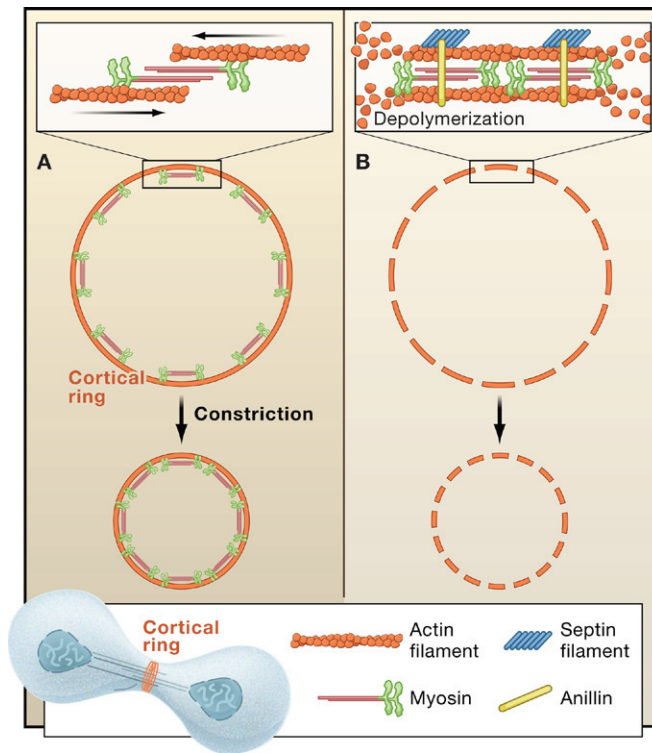 Depolymerization
A
B
Cortical
ring
Constriction
Cortical
ring
Actin
filament
Septin
filament
Myosin
Anillin